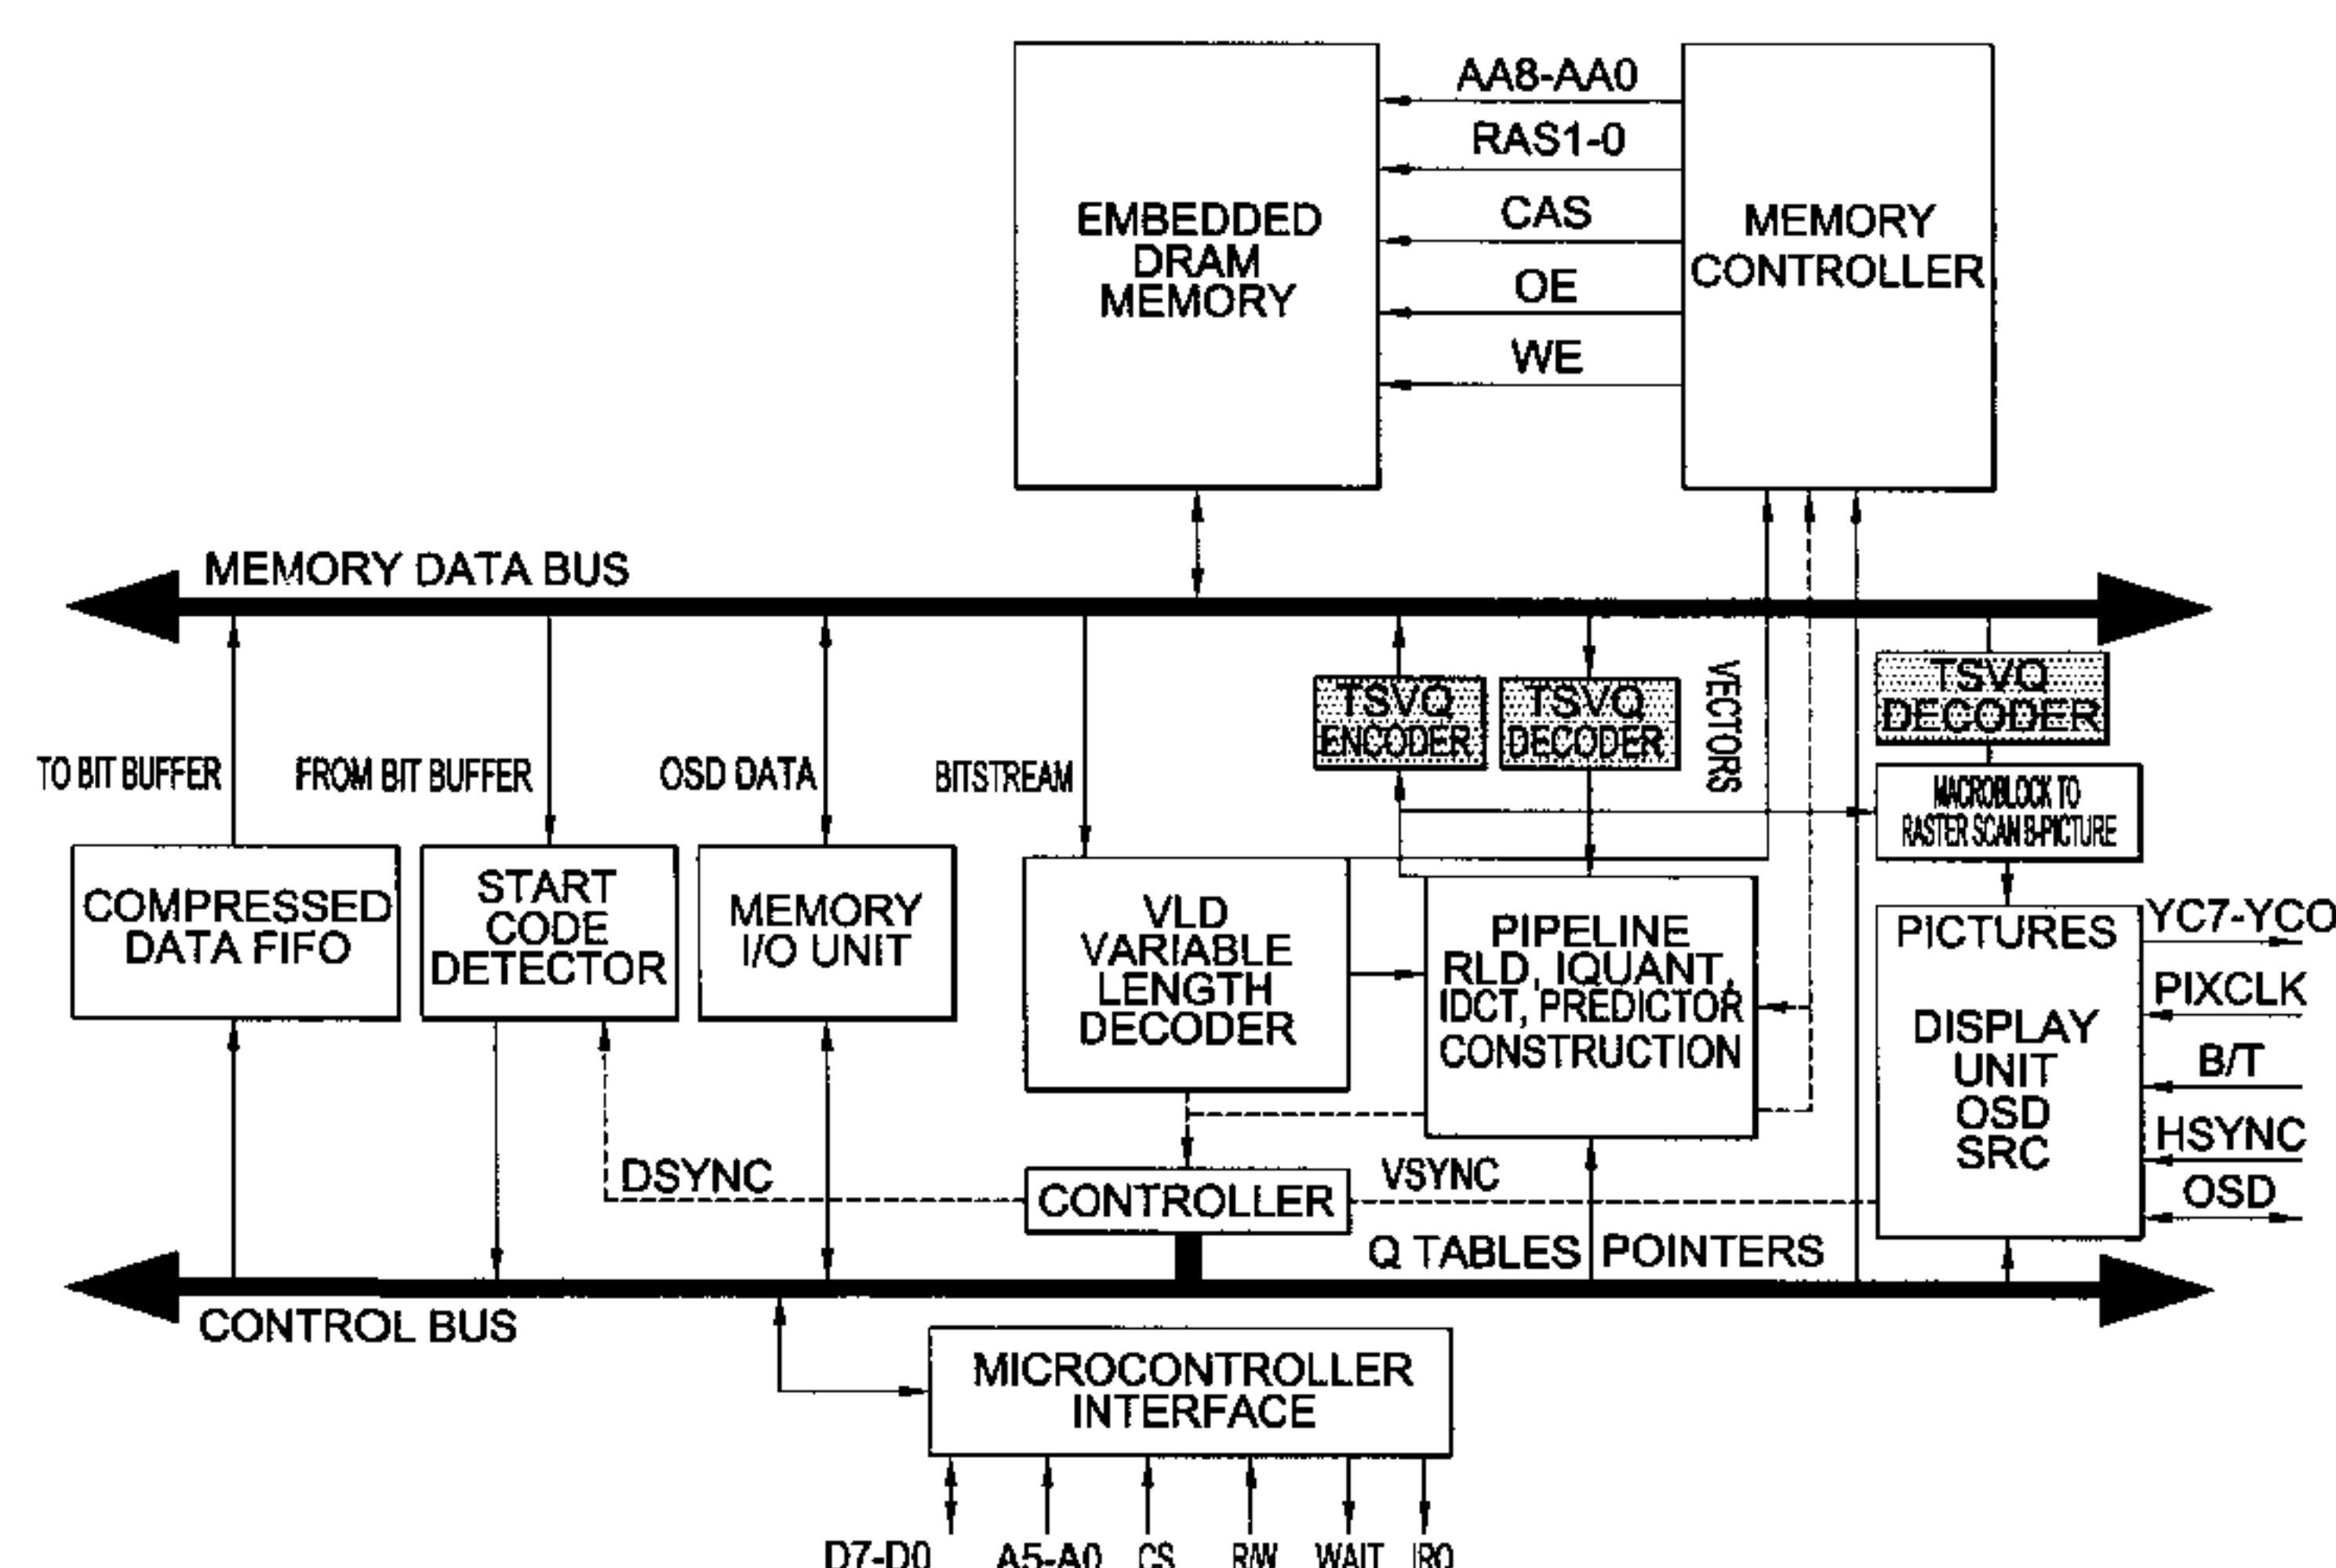 AA8-AA0
RAS1-0
CAS
OE
WE
EMBEDDED
DRAM
MEMORY
MEMORY
CONTROLLER
MEMORY DATA BUS
TSVQ
ENCODER
TSVQ
DECODER
VECTORS
TSVQ
DECODER
TO BIT BUFFER
FROM BIT BUFFER
OSD DATA
BITSTREAM
MACROBLOCK TO
RASTER SCAN B-PICTURE
COMPRESSED
DATA FIFO
START
CODE
DETECTOR
MEMORY
I/O UNIT
VLD
VARIABLE
LENGTH
DECODER
PIPELINE
RLD, IQUANT,
IDCT, PREDICTOR
CONSTRUCTION
PICTURES
DISPLAY
UNIT
OSD
SRC
YC7-YCO
PIXCLK
B/T
HSYNC
OSD
DSYNC
CONTROLLER
VSYNC
Q TABLES
POINTERS
CONTROL BUS
MICROCONTROLLER
INTERFACE
D7-D0
A5-A0
CS
R/W
WAIT
IRQ